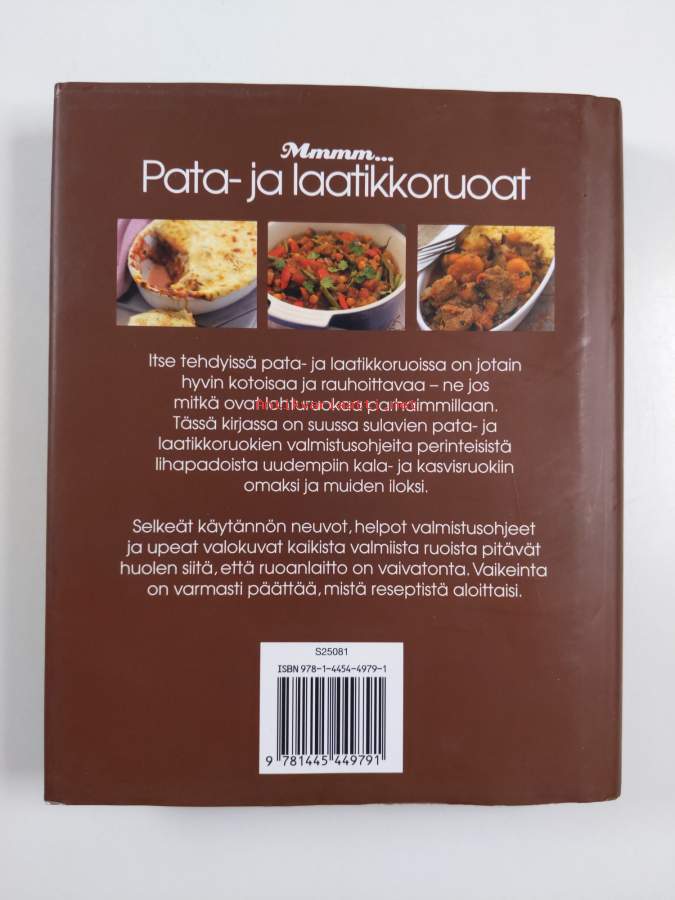 Mmmm...
Pata- ja laatikkoruoat
Itse tehdyissä pata- ja laatikkoruoissa on jotain
hyvin kotoisaa ja rauhoittavaa – ne jos
mitkä ovat lohturuokaa parhaimmillaan.
Tässä kirjassa on suussa sulavien pata- ja
laatikkoruokien valmistusohjeita perinteisistä
lihapadoista uudempiin kala- ja kasvisruokiin
omaksi ja muiden iloksi.
Selkeät käytännön neuvot, helpot valmistusohjeet
ja upeat valokuvat kaikista valmiista ruoista pitävät
huolen siitä, että ruoanlaitto on vaivatonta. Vaikeinta
on varmasti päättää, mistä reseptistä aloittaisi.
S25081
ISBN 978-1-4454-4979-1
9 781445 449791